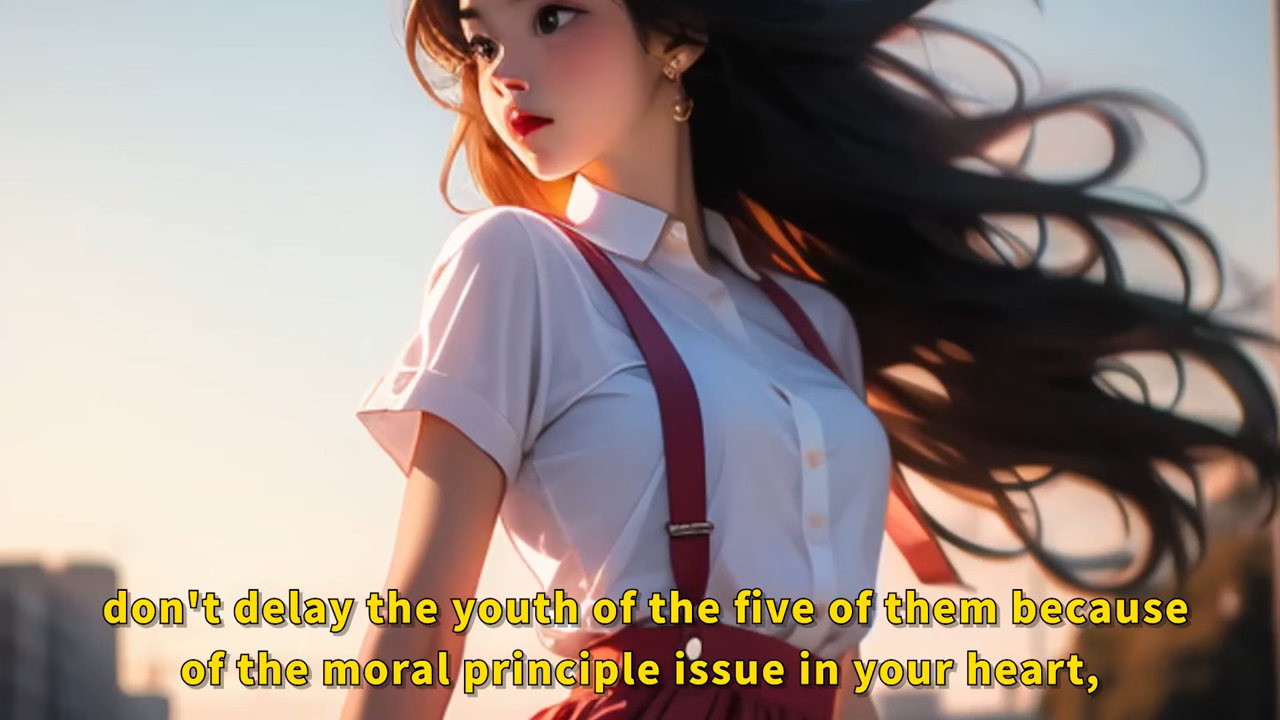 don't delay the youth of the five of them because
of the moral principle issue in your heart,